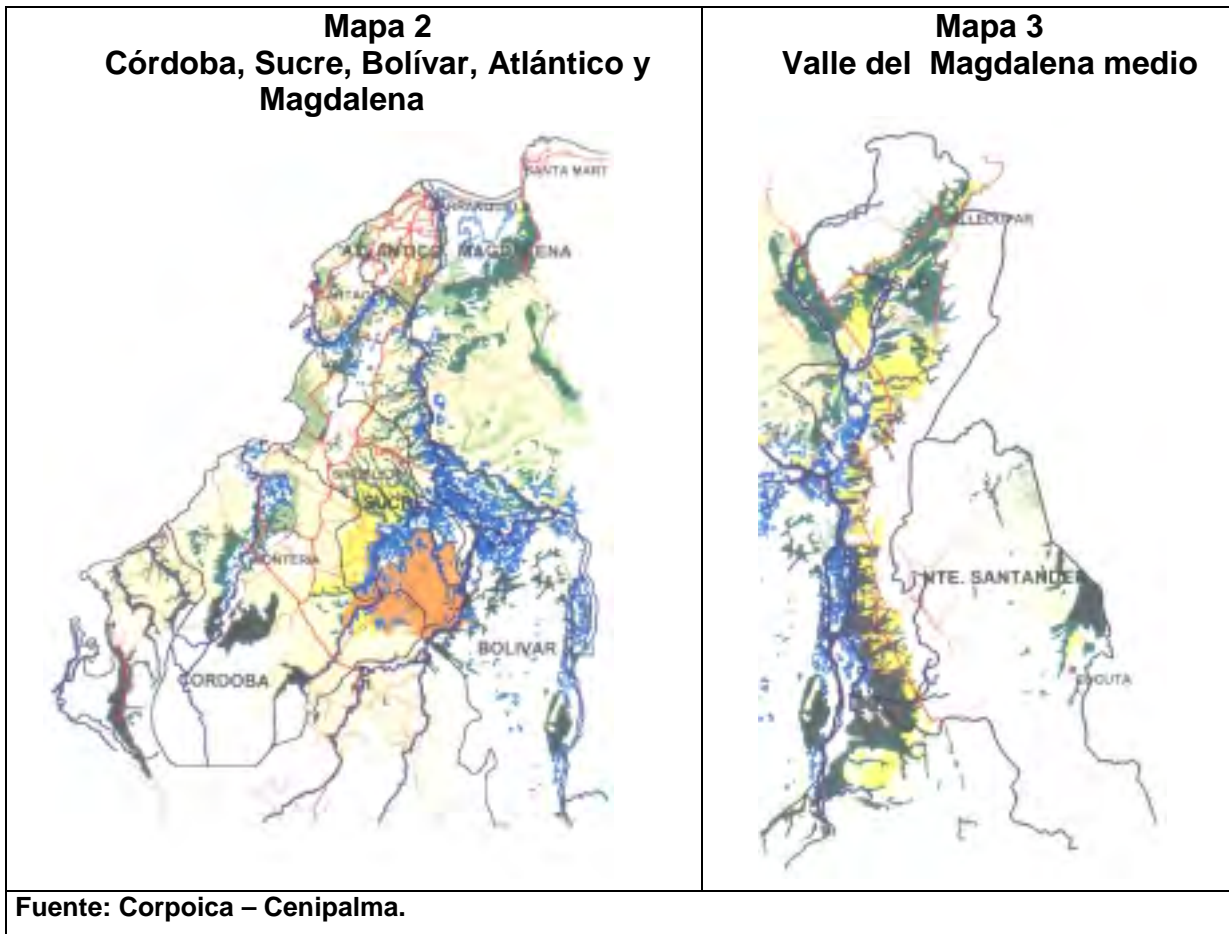 Mapa 2
Córdoba, Sucre, Bolívar, Atlántico y
Magdalena
SANTA MART
ATLANTICO MAGDALENA
SUCRE
MONTERIA
BOLIVAR
CORDOBA
Mapa 3
Valle del Magdalena medio
NTE. SANTANDER
CUCUTA
Fuente: Corpoica – Cenipalma.